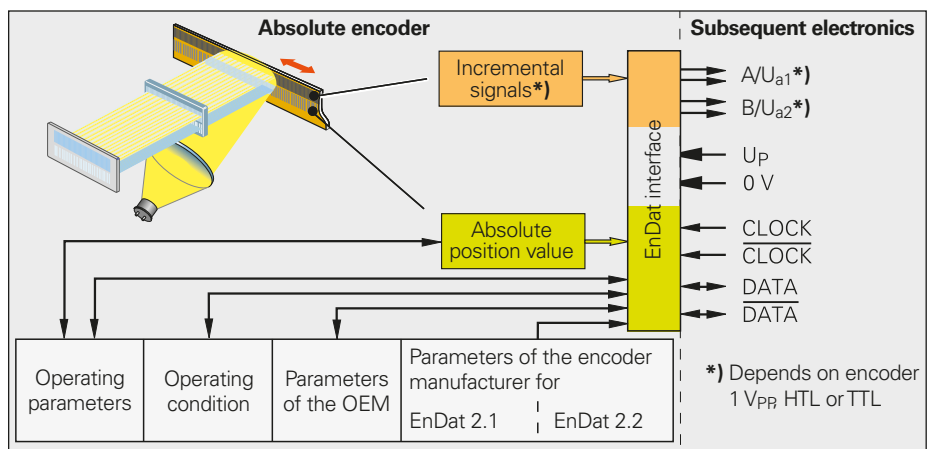 Absolute encoder
Subsequent electronics
Incremental
signals*)
A/Ua1*)
B/Ua2*)
EnDat interface
UP
0 V
Absolute
position value
CLOCK
CLOCK
DATA
DATA
Operating
parameters
Operating
condition
Parameters
of the OEM
Parameters of the encoder
manufacturer for
EnDat 2.1
EnDat 2.2
*) Depends on encoder
1 VPP, HTL or TTL